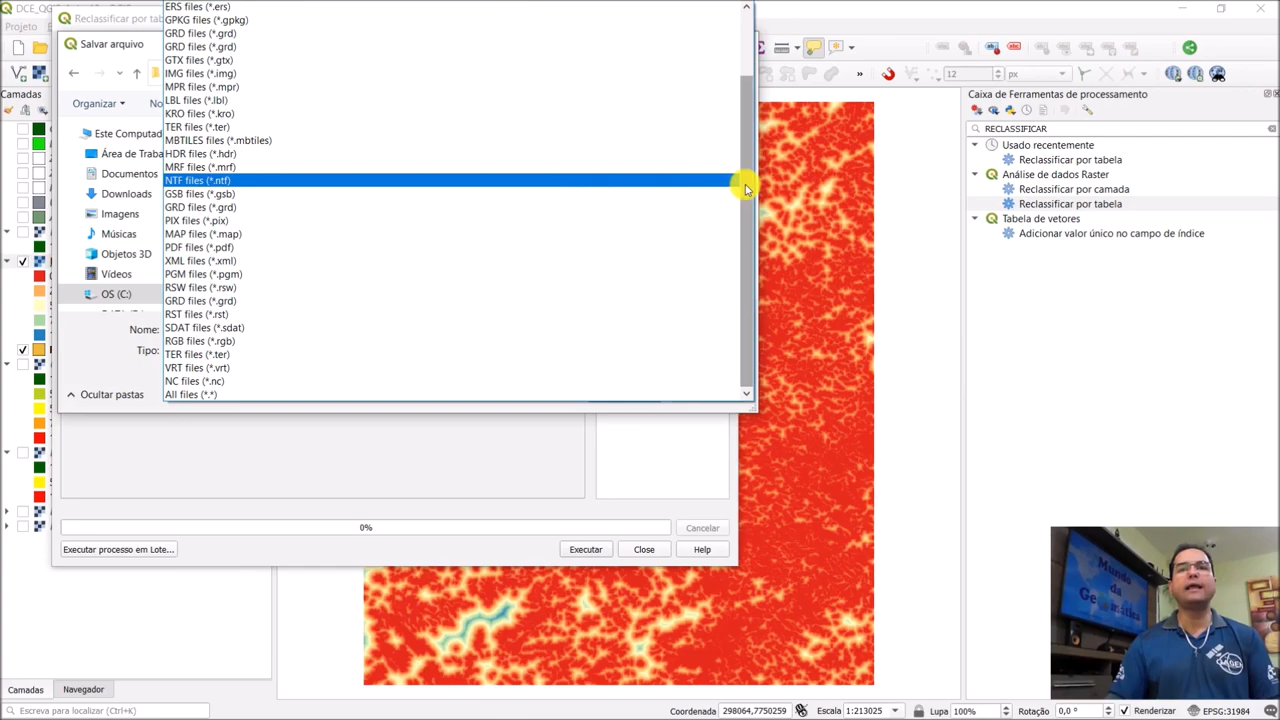 DCE_QG
Reclassificar por tab
Projeto
Salvar arquivo
Organizar
No
Este Computad
Área de Traba
Documentos
Downloads
Imagens
Músicas
Objetos 3D
Vídeos
OS (C:)
Nome:
Tipo:
Ocultar pastas
ERS files (*.ers)
GPKG files (*.gpkg)
GRD files (*.grd)
GRD files (*.grd)
GTX files (*.gtx)
IMG files (*.img)
MPR files (*.mpr)
LBL files (*.lbl)
KRO files (*.kro)
TER files (*.ter)
MBTILES files (*.mbtiles)
HDR files (*.hdr)
MRF files (*.mrf)
NTF files (*.ntf)
GSB files (*.gsb)
GRD files (*.grd)
PIX files (*.pix)
MAP files (*.map)
PDF files (*.pdf)
XML files (*.xml)
PGM files (*.pgm)
RSW files (*.rsw)
GRD files (*.grd)
RST files (*.rst)
SDAT files (*.sdat)
RGB files (*.rgb)
TER files (*.ter)
VRT files (*.vrt)
NC files (*.nc)
All files (*.*)
0%
Cancelar
Executar processo em Lote...
Executar
Close
Help
12
px
Camadas
Caixa de Ferramentas de processamento
RECLASSIFICAR
Usado recentemente
Reclassificar por tabela
Análise de dados Raster
Reclassificar por camada
Reclassificar por tabela
Tabela de vetores
Adicionar valor único no campo de índice
Mundo
da
Geomática
Camadas
Navegador
Escreva para localizar (Ctrl+K)
Coordenada
298064,7750259
Escala
1:213025
Lupa
100%
Rotação
0,0 °
Renderizar
EPSG:31984